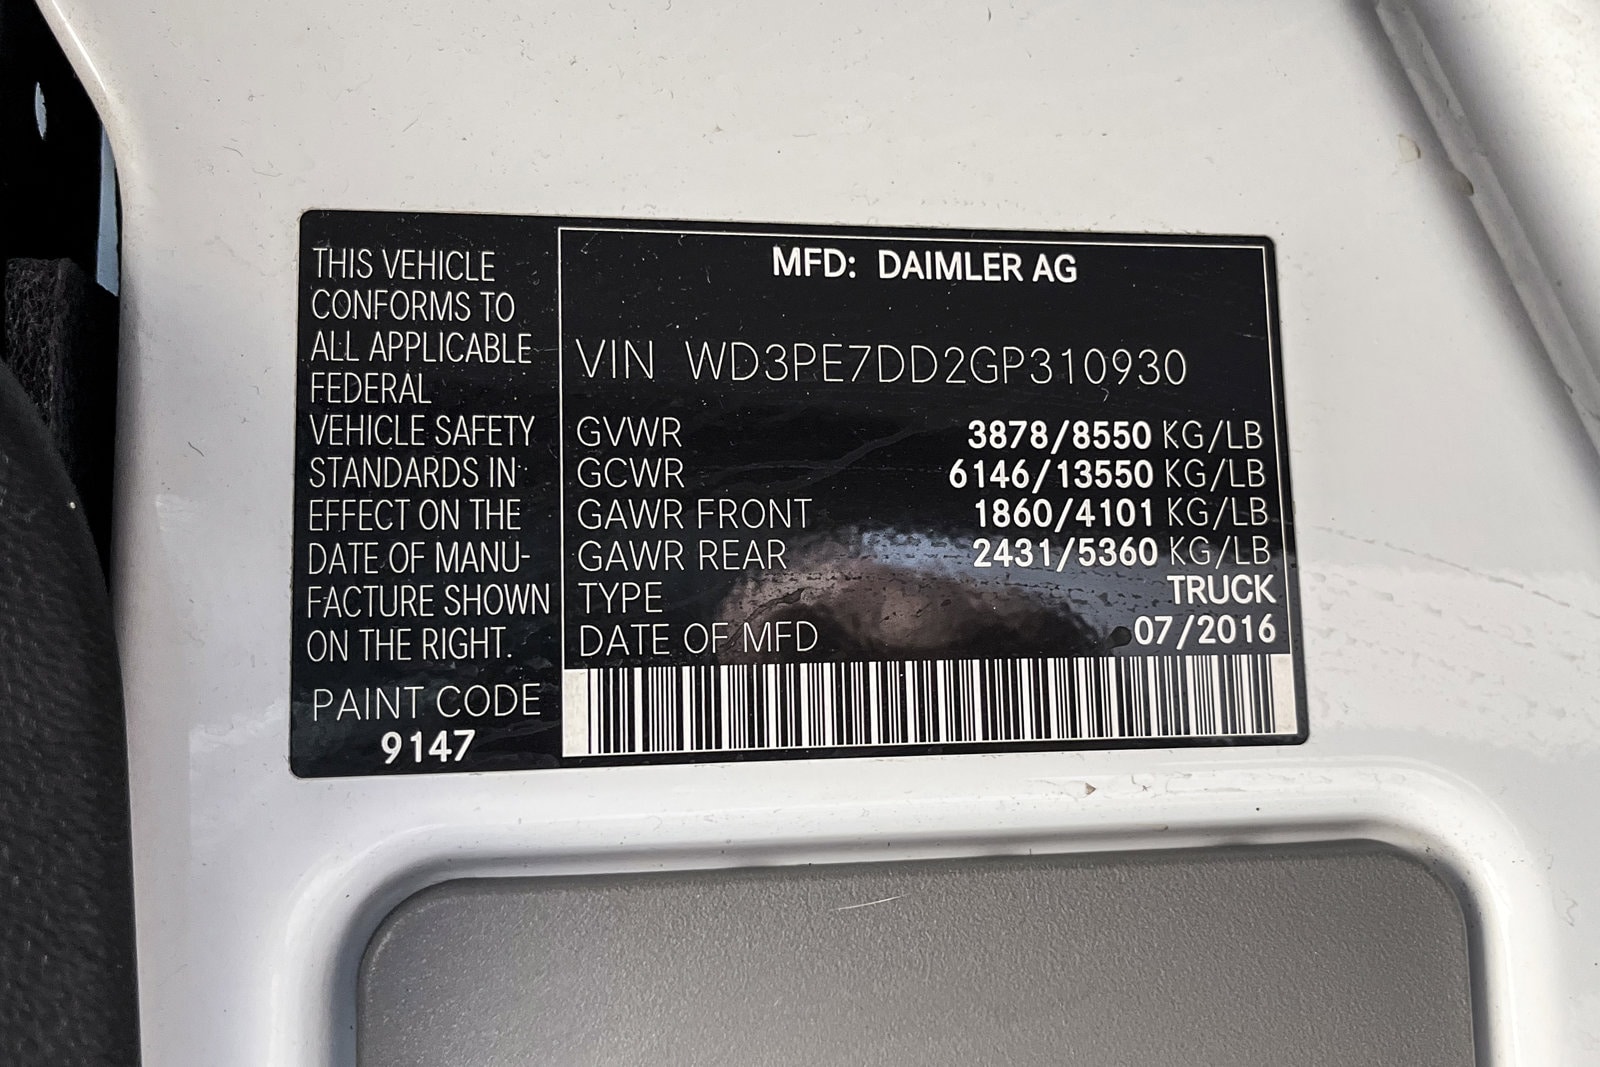 THIS VEHICLE
CONFORMS TO
ALL APPLICABLE
FEDERAL
VEHICLE SAFETY
STANDARDS IN
EFFECT ON THE
DATE OF MANU-
FACTURE SHOWN
ON THE RIGHT.
PAINT CODE
9147
MFD: DAIMLER AG
VIN WD3PE7DD2GP310930
GVWR 3878/8550 KG/LB
GCWR 6146/13550 KG/LB
GAWR FRONT 1860/4101 KG/LB
GAWR REAR 2431/5360 KG/LB
TYPE TRUCK
DATE OF MFD 07/2016